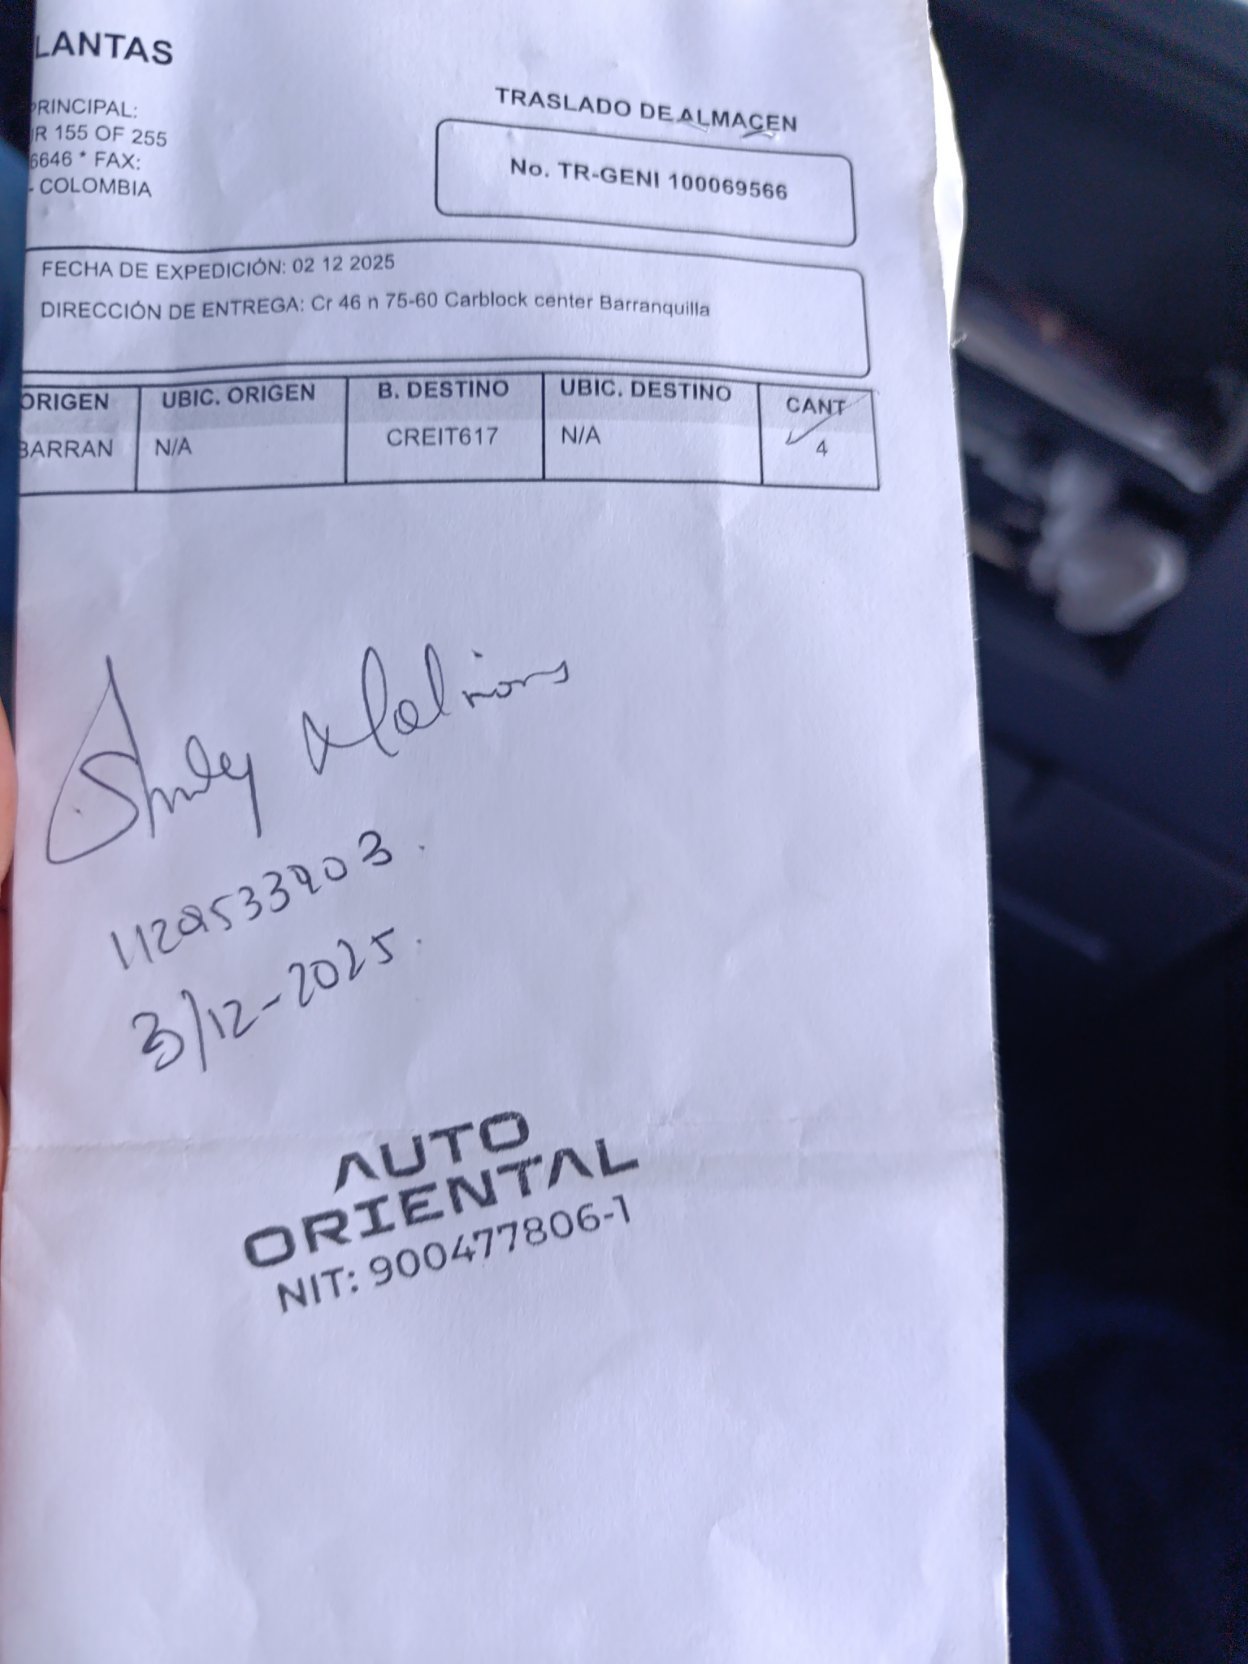 LANTAS
TRASLADO DE ALMACEN
No. TR-GENI 100069566
PRINCIPAL:
IR 155 OF 255
6646 * FAX:
- COLOMBIA
FECHA DE EXPEDICIÓN: 02 12 2025
DIRECCIÓN DE ENTREGA: Cr 46 n 75-60 Carblock center Barranquilla
ORIGEN UBIC. ORIGEN B. DESTINO UBIC. DESTINO CANT
BARRAN N/A CREIT617 N/A 4
3/12-2025.
AUTO
ORIENTAL
NIT: 900477806-1